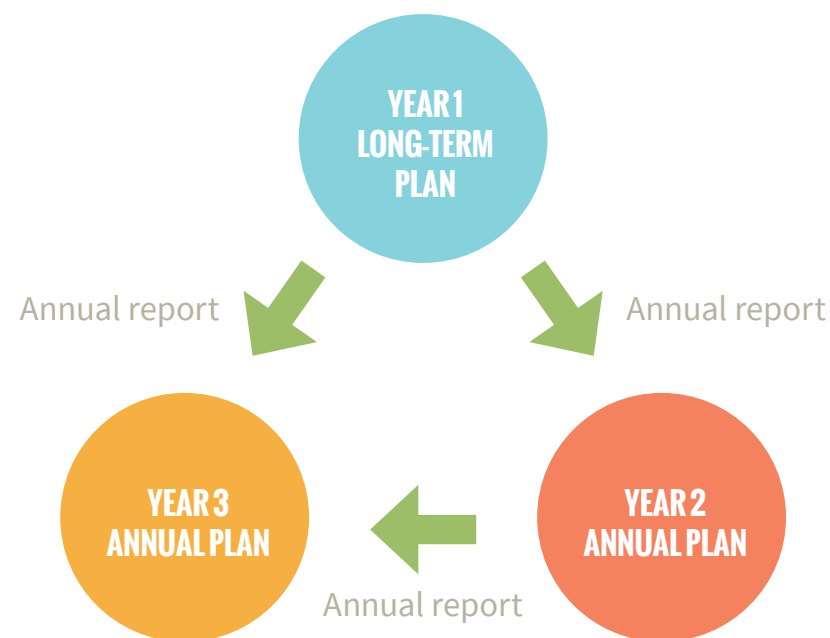 YEAR 1
LONG-TERM
PLAN
Annual report
Annual report
YEAR 3
ANNUAL PLAN
YEAR 2
ANNUAL PLAN
Annual report